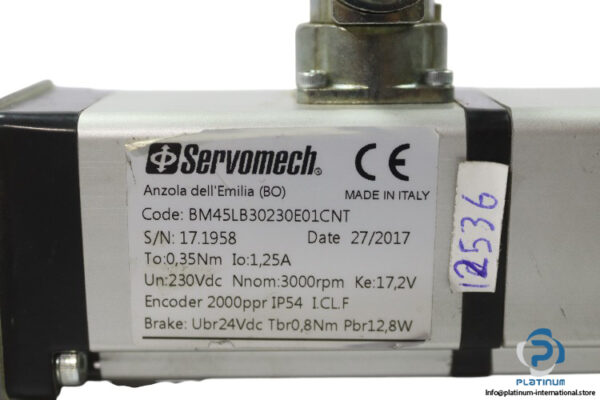 Servomech®
CE
Anzola dell'Emilia (BO)
MADE IN ITALY
Code: BM45LB30230E01CNT
S/N: 17.1958 Date 27/2017
To:0,35Nm Io:1,25A
Un:230Vdc Nnom:3000rpm Ke:17,2V
Encoder 2000ppr IP54 I.CL.F
Brake: Ubr24Vdc Tbr0,8Nm Pbr12,8W
12536
PLATINUM
Info@platinum-international.store